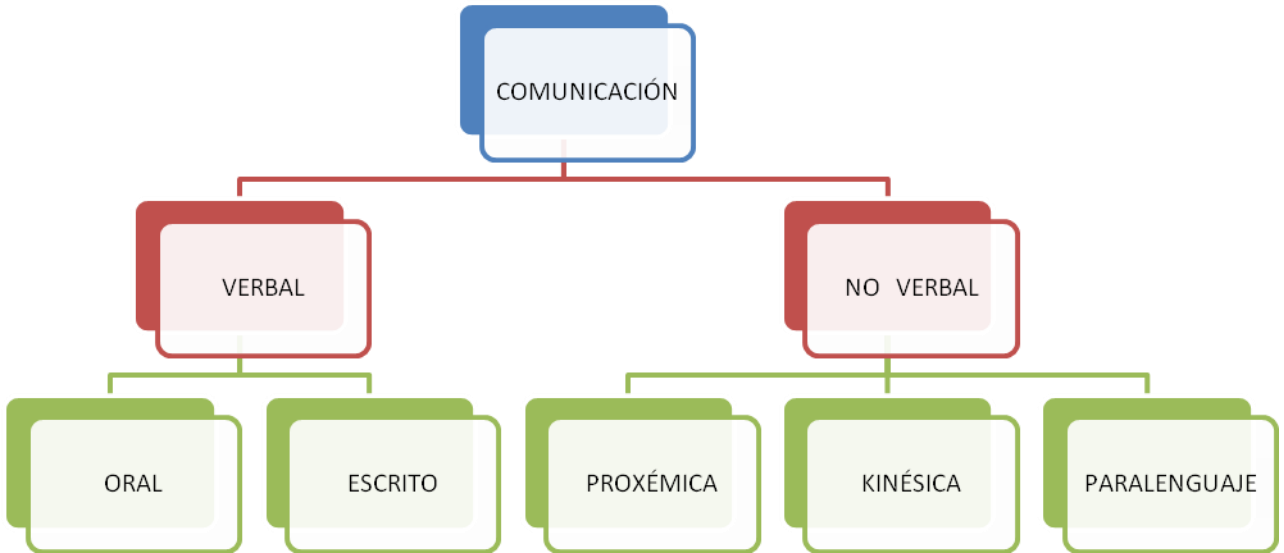 COMUNICACIÓN
VERBAL
NO VERBAL
ORAL
ESCRITO
PROXÉMICA
KINÉSICA
PARALENGUAJE